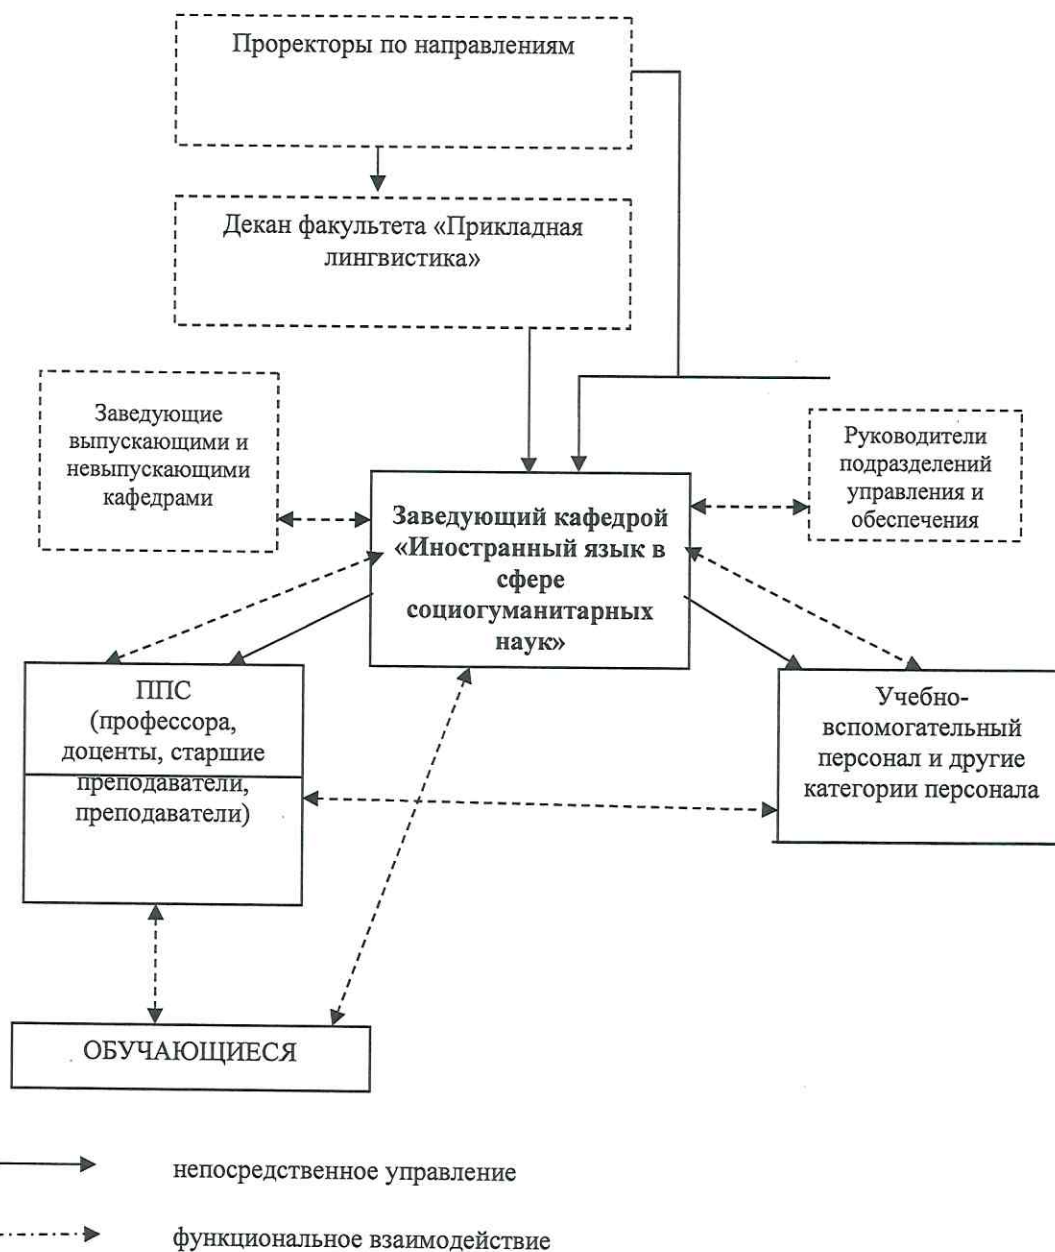 Проректоры по направлениям
Декан факультета «Прикладная
лингвистика»
Заведующие
выпускающими и
невыпускающими
кафедрами
Руководители
подразделений
управления и
обеспечения
Заведующий кафедрой
«Иностранный язык в
сфере
социогуманитарных
наук»
ППС
(профессора,
доценты, старшие
преподаватели,
преподаватели)
Учебно-
вспомогательный
персонал и другие
категории персонала
ОБУЧАЮЩИЕСЯ
непосредственное управление
функциональное взаимодействие